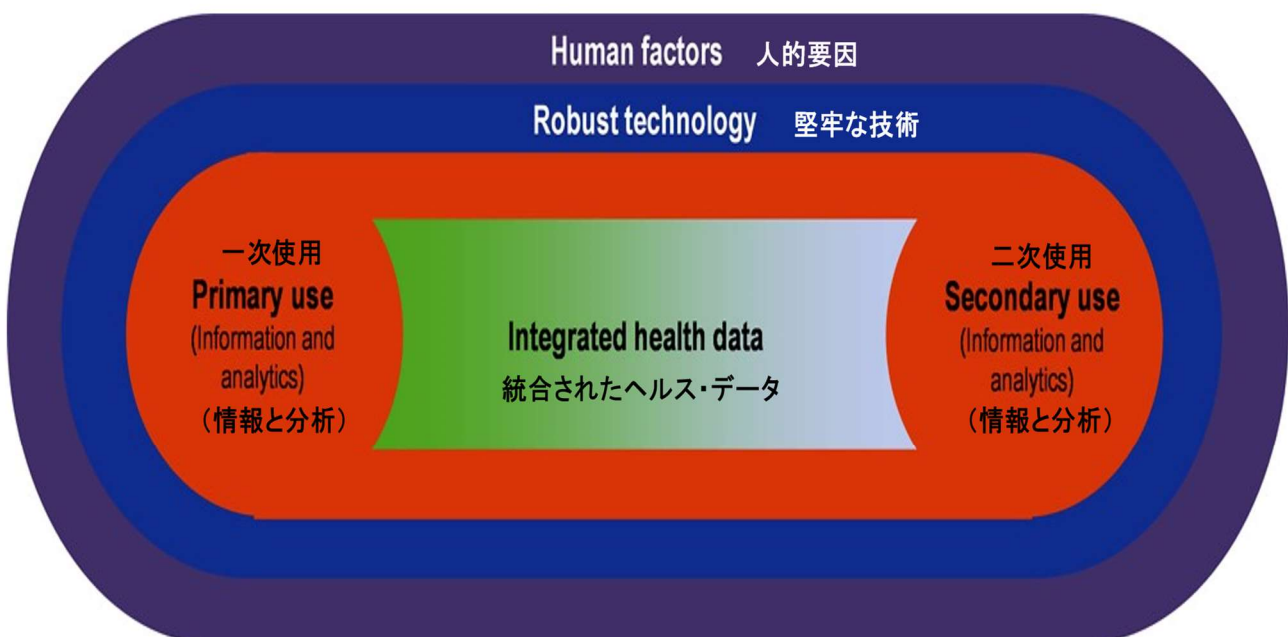 Human factors 人的要因
Robust technology 堅牢な技術
一次使用
Primary use
(Information and
analytics)
（情報と分析）
Integrated health data
統合されたヘルス・データ
二次使用
Secondary use
(Information and
analytics)
（情報と分析）